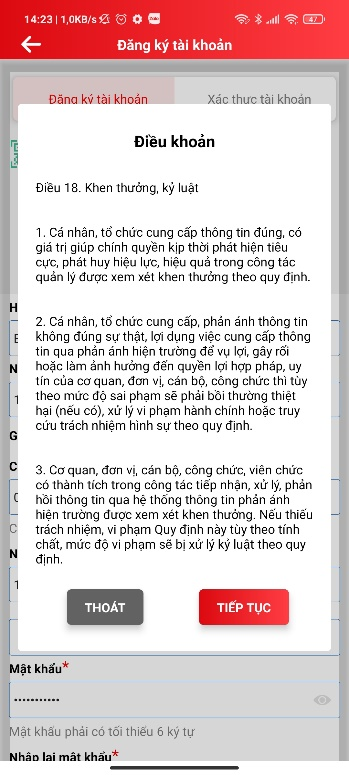 14:23 | 1,0KB/s
Zalo
47
Đăng ký tài khoản
Đăng ký tài khoản
Xác thực tài khoản
Điều khoản
Điều 18. Khen thưởng, kỷ luật
1. Cá nhân, tổ chức cung cấp thông tin đúng, có
giá trị giúp chính quyền kịp thời phát hiện tiêu
cực, phát huy hiệu lực, hiệu quả trong công tác
quản lý được xem xét khen thưởng theo quy định.
2. Cá nhân, tổ chức cung cấp, phản ánh thông tin
không đúng sự thật, lợi dụng việc cung cấp thông
tin qua phản ánh hiện trường để vụ lợi, gây rối
hoặc làm ảnh hưởng đến quyền lợi hợp pháp, uy
tín của cơ quan, đơn vị, cán bộ, công chức thì tùy
theo mức độ sai phạm sẽ phải bồi thường thiệt
hại (nếu có), xử lý vi phạm hành chính hoặc truy
cứu trách nhiệm hình sự theo quy định.
3. Cơ quan, đơn vị, cán bộ, công chức, viên chức
có thành tích trong công tác tiếp nhận, xử lý, phản
hồi thông tin qua hệ thống thông tin phản ánh
hiện trường được xem xét khen thưởng. Nếu thiếu
trách nhiệm, vi phạm Quy định này tùy theo tính
chất, mức độ vi phạm sẽ bị xử lý kỷ luật theo quy
định.
THOÁT
TIẾP TỤC
Mật khẩu*
•••••••••••
Mật khẩu phải có tối thiểu 6 ký tự
Nhập lại mật khẩu*